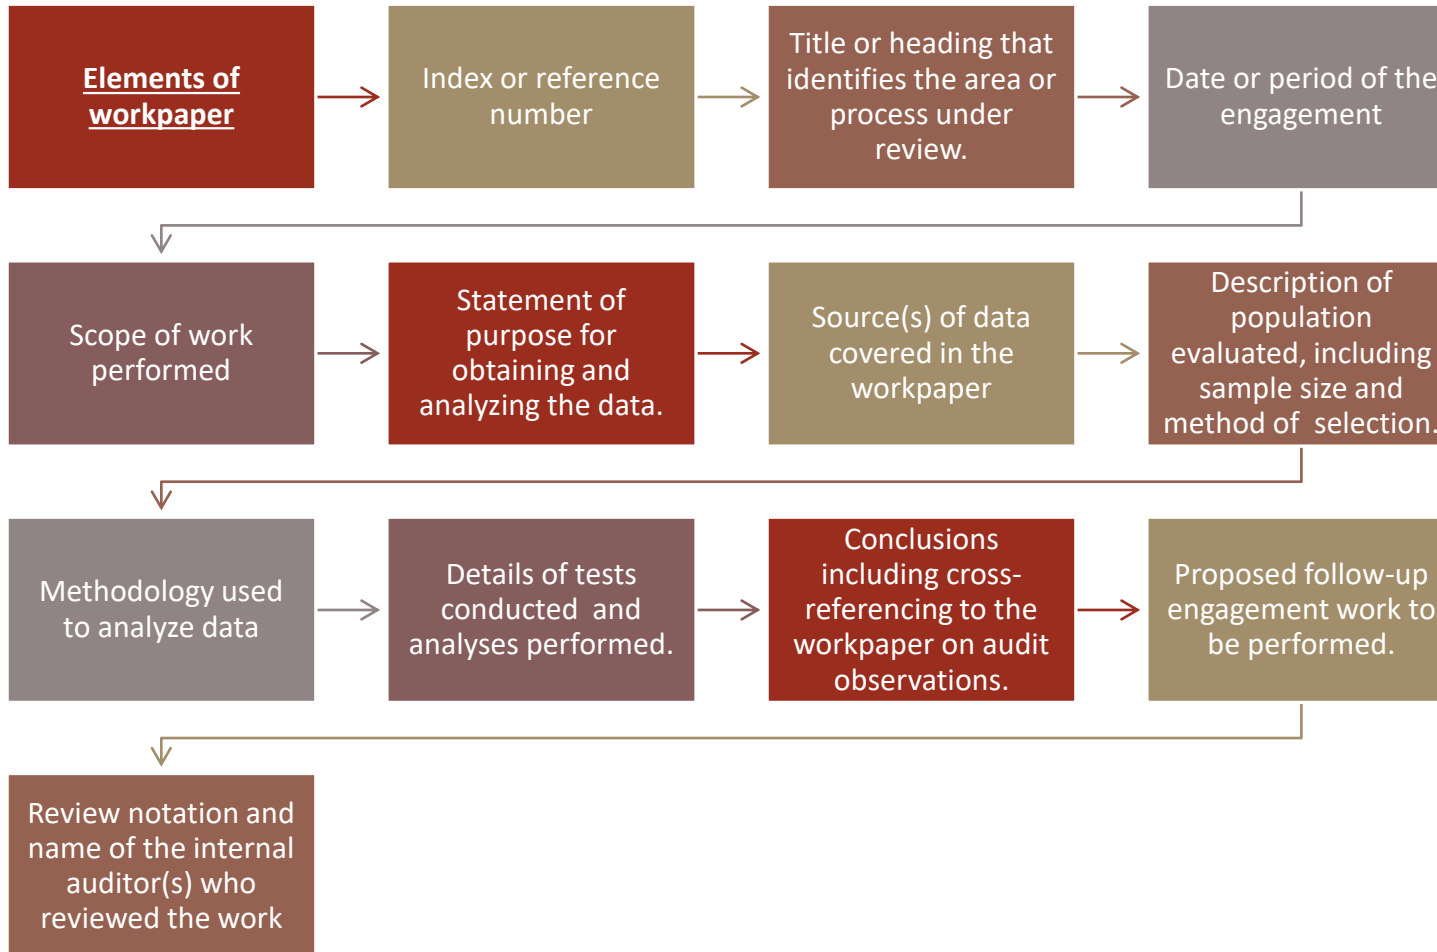 Elements of
workpaper
Index or reference
number
Title or heading that
identifies the area or
process under
review.
Date or period of the
engagement
Scope of work
performed
Statement of
purpose for
obtaining and
analyzing the data.
Source(s) of data
covered in the
workpaper
Description of
population
evaluated, including
sample size and
method of  selection.
Methodology used
to analyze data
Details of tests
conducted  and
analyses performed.
Conclusions
including cross-
referencing to the
workpaper on audit
observations.
Proposed follow-up
engagement work to
be performed.
Review notation and
name of the internal
auditor(s) who
reviewed the work